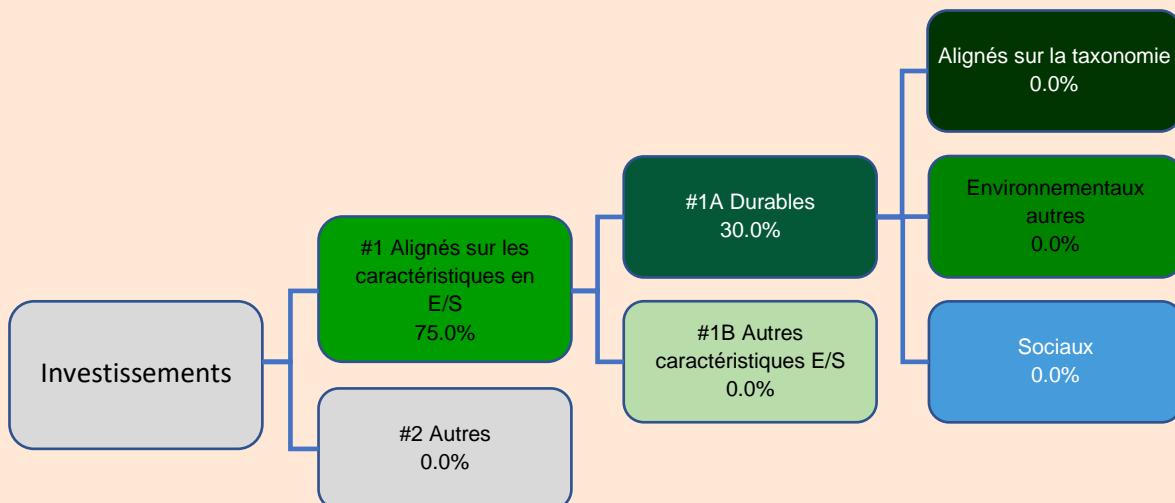 Investissements
#1 Alignés sur les
caractéristiques en
E/S
75.0%
#2 Autres
0.0%
#1A Durables
30.0%
#1B Autres
caractéristiques E/S
0.0%
Alignés sur la taxonomie
0.0%
Environnementaux
autres
0.0%
Sociaux
0.0%